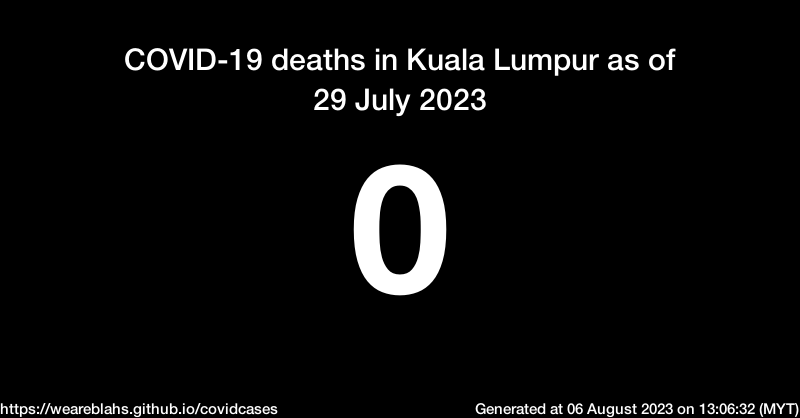 COVID-19 deaths in Kuala Lumpur as of
29 July 2023
0
https://weareblahs.github.io/covidcases
Generated at 06 August 2023 on 13:06:32 (MYT)